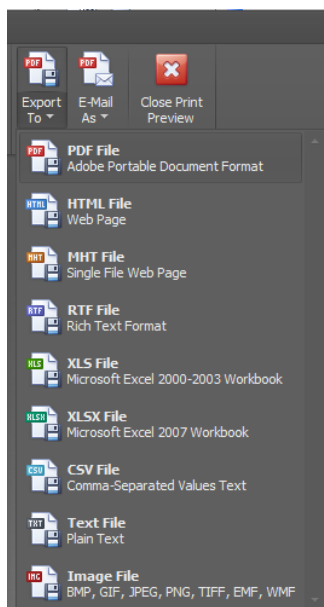 PDF PDF
Export E-Mail Close Print
To As Preview
PDF PDF File
Adobe Portable Document Format
HTML HTML File
Web Page
MHT MHT File
Single File Web Page
RTF RTF File
Rich Text Format
XLS XLS File
Microsoft Excel 2000-2003 Workbook
XLSX XLSX File
Microsoft Excel 2007 Workbook
CSV CSV File
Comma-Separated Values Text
TXT Text File
Plain Text
IMG Image File
BMP, GIF, JPEG, PNG, TIFF, EMF, WMF